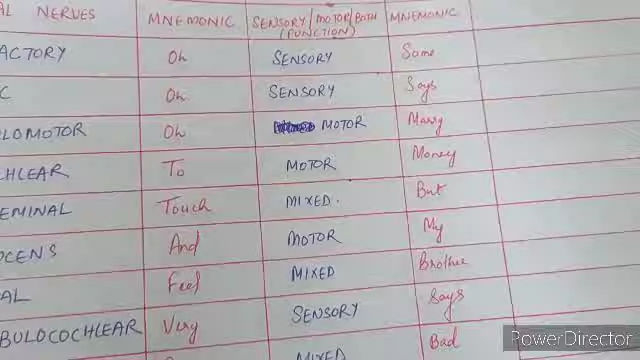 AL NERVES MNEMONIC SENSORY/MOTOR/BOTH MNEMONIC
(FUNCTION)
ACTORY Oh SENSORY Some
C Oh SENSORY Says
LOMOTOR Oh MOTOR Marry
CHLEAR To MOTOR Money
EMINAL Touch MIXED. But
OCENS And MOTOR My
AL Feel MIXED Brother
BULOCOCHLEAR Very SENSORY Says
MIXED Bad
PowerDirector